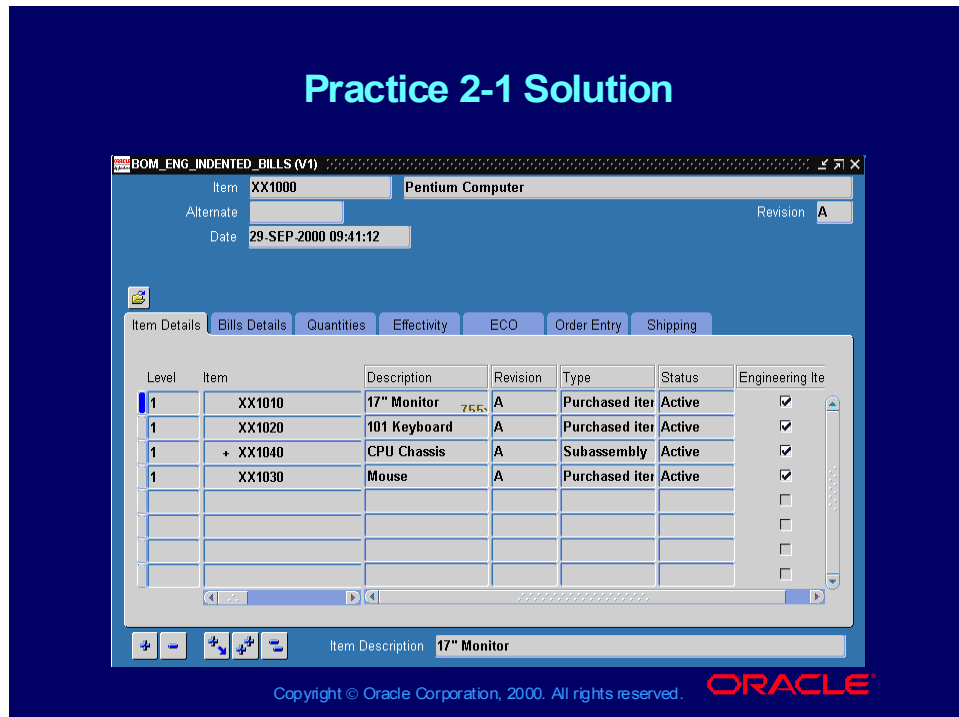 Practice 2-1 Solution
BOM_ENG_INDENTED_BILLS (V1)
Item XX1000 Pentium Computer
Alternate Revision A
Date 29-SEP-2000 09:41:12
Item Details Bills Details Quantities Effectivity ECO Order Entry Shipping
Level Item Description Revision Type Status Engineering Ite
1 XX1010 17" Monitor A Purchased iter Active
1 XX1020 101 Keyboard A Purchased iter Active
1 + XX1040 CPU Chassis A Subassembly Active
1 XX1030 Mouse A Purchased iter Active
Item Description 17" Monitor
Copyright © Oracle Corporation, 2000. All rights reserved.
ORACLE